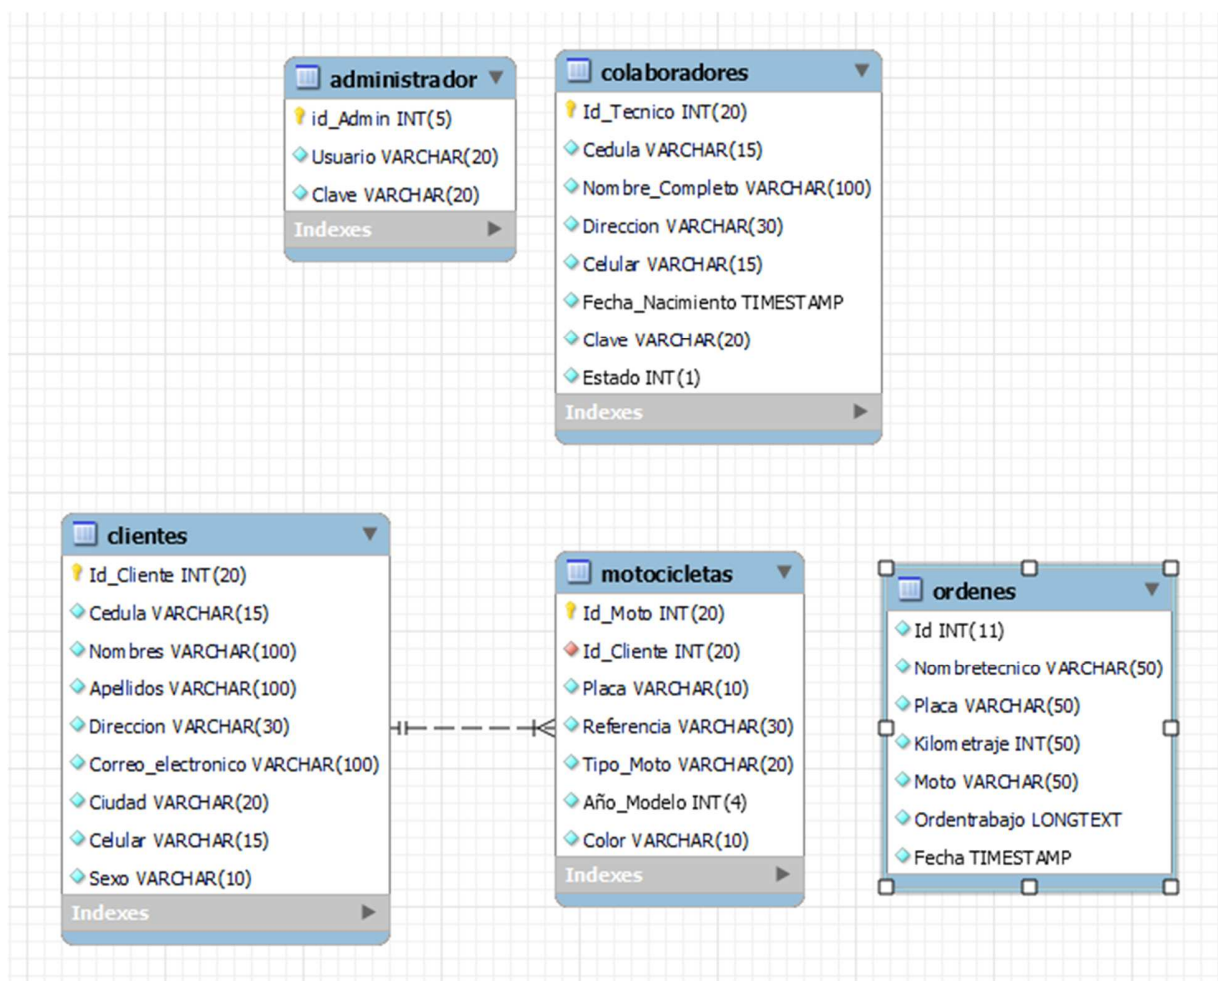 administrador
id_Admin INT(5)
Usuario VARCHAR(20)
Clave VARCHAR(20)
Indexes
colaboradores
Id_Tecnico INT(20)
Cedula VARCHAR(15)
Nombre_Completo VARCHAR(100)
Direccion VARCHAR(30)
Celular VARCHAR(15)
Fecha_Nacimiento TIMESTAMP
Clave VARCHAR(20)
Estado INT(1)
Indexes
clientes
Id_Cliente INT(20)
Cedula VARCHAR(15)
Nombres VARCHAR(100)
Apellidos VARCHAR(100)
Direccion VARCHAR(30)
Correo_electronico VARCHAR(100)
Ciudad VARCHAR(20)
Celular VARCHAR(15)
Sexo VARCHAR(10)
Indexes
motocicletas
Id_Moto INT(20)
Id_Cliente INT(20)
Placa VARCHAR(10)
Referencia VARCHAR(30)
Tipo_Moto VARCHAR(20)
Año_Modelo INT(4)
Color VARCHAR(10)
Indexes
ordenes
Id INT(11)
Nombretecnico VARCHAR(50)
Placa VARCHAR(50)
Kilometraje INT(50)
Moto VARCHAR(50)
Ordentrabajo LONGTEXT
Fecha TIMESTAMP